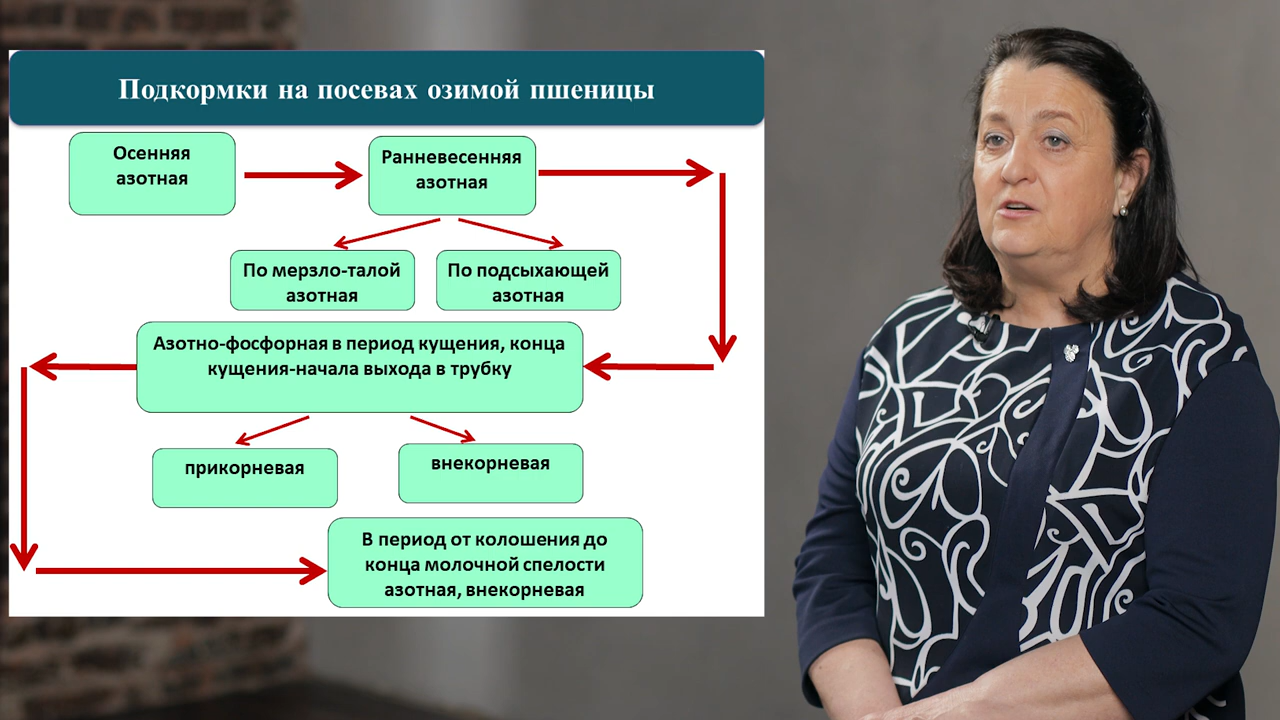 Подкормки на посевах озимой пшеницы
Осенняя
азотная
Ранневесенняя
азотная
По мерзло-талой
азотная
По подсыхающей
азотная
Азотно-фосфорная в период кущения, конца
кущения-начала выхода в трубку
прикорневая
внекорневая
В период от колошения до
конца молочной спелости
азотная, внекорневая